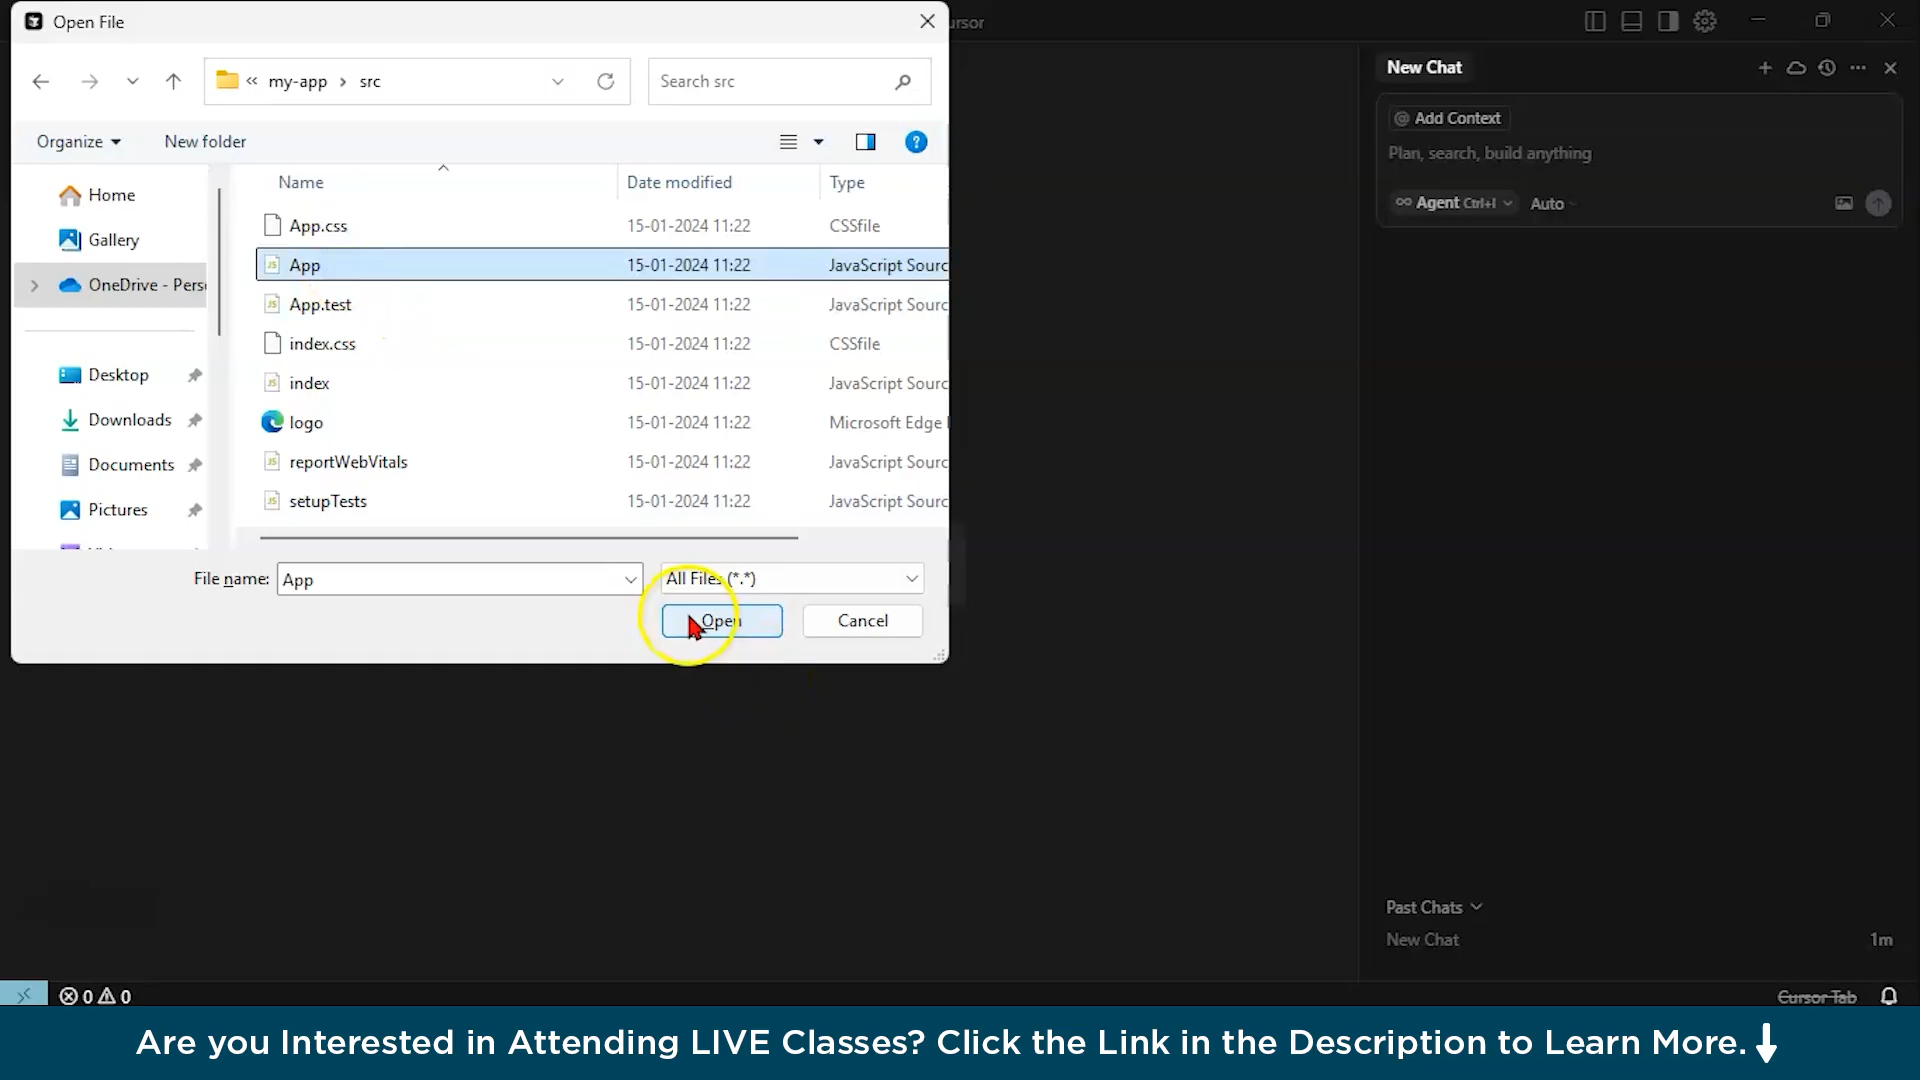 Open File
ursor
my-app
src
Search src
Organize
New folder
Name
Date modified
Type
Home
Gallery
OneDrive - Pers
Desktop
Downloads
Documents
Pictures
App.css 15-01-2024 11:22 CSSfile
App 15-01-2024 11:22 JavaScript Sourc
App.test 15-01-2024 11:22 JavaScript Sourc
index.css 15-01-2024 11:22 CSSfile
index 15-01-2024 11:22 JavaScript Sourc
logo 15-01-2024 11:22 Microsoft Edge
reportWebVitals 15-01-2024 11:22 JavaScript Sourc
setupTests 15-01-2024 11:22 JavaScript Sourc
File name: App
All Files (*.*)
Open
Cancel
New Chat
@ Add Context
Plan, search, build anything
Agent Ctrl+I
Auto
Past Chats
New Chat 1m
0 0
Cursor Tab
Are you Interested in Attending LIVE Classes? Click the Link in the Description to Learn More.